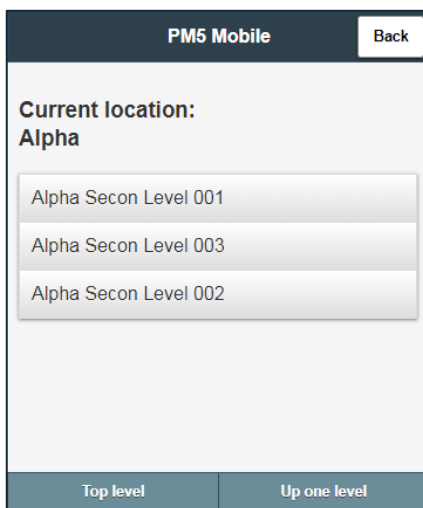 PM5 Mobile
Back
Current location:
Alpha
Alpha Secon Level 001
Alpha Secon Level 003
Alpha Secon Level 002
Top level
Up one level